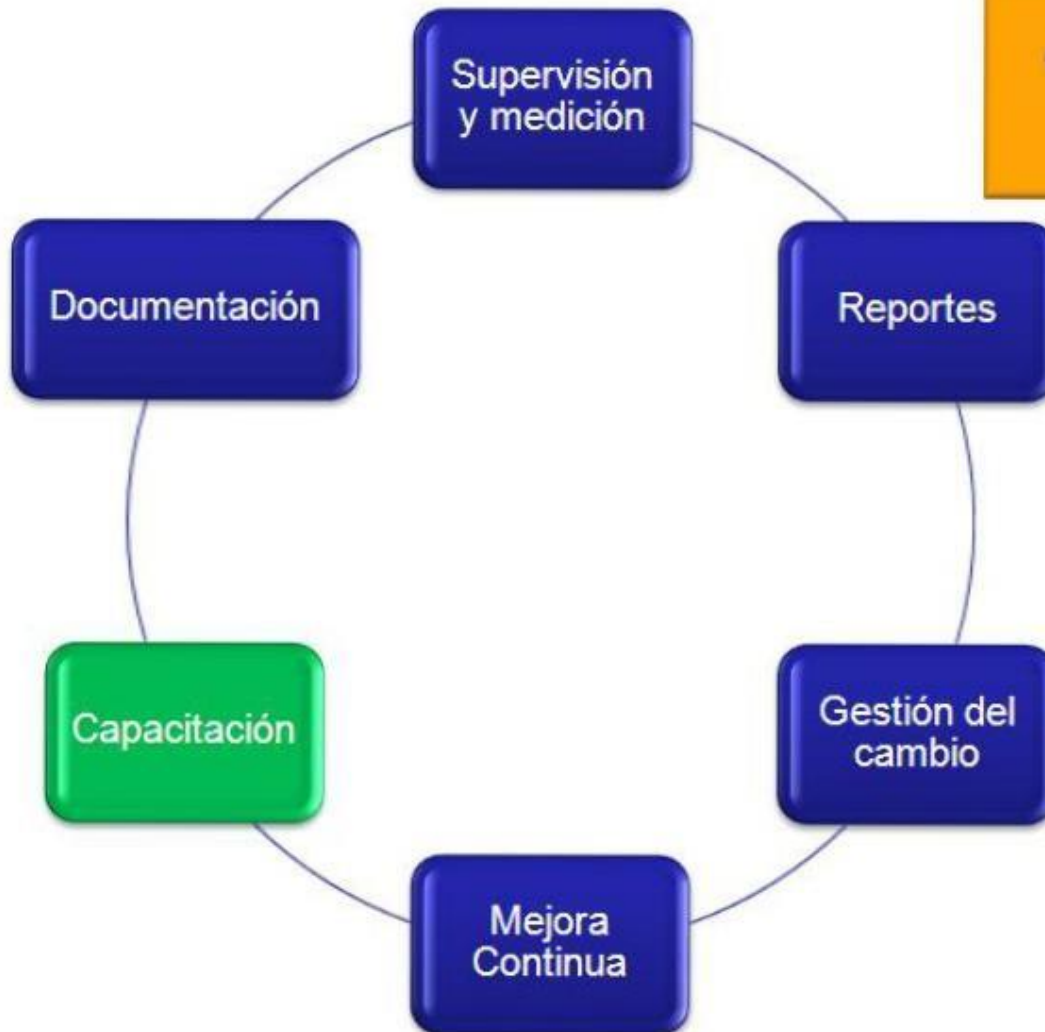 Supervisión
y medición
Reportes
Gestión del
cambio
Mejora
Continua
Capacitación
Documentación